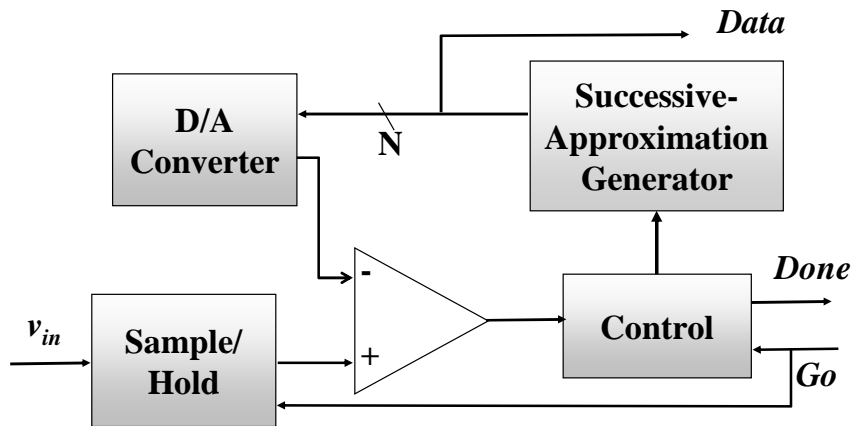 Data
D/A
Converter
N
Successive-
Approximation
Generator
-
+
v_in
Sample/
Hold
Control
Done
Go